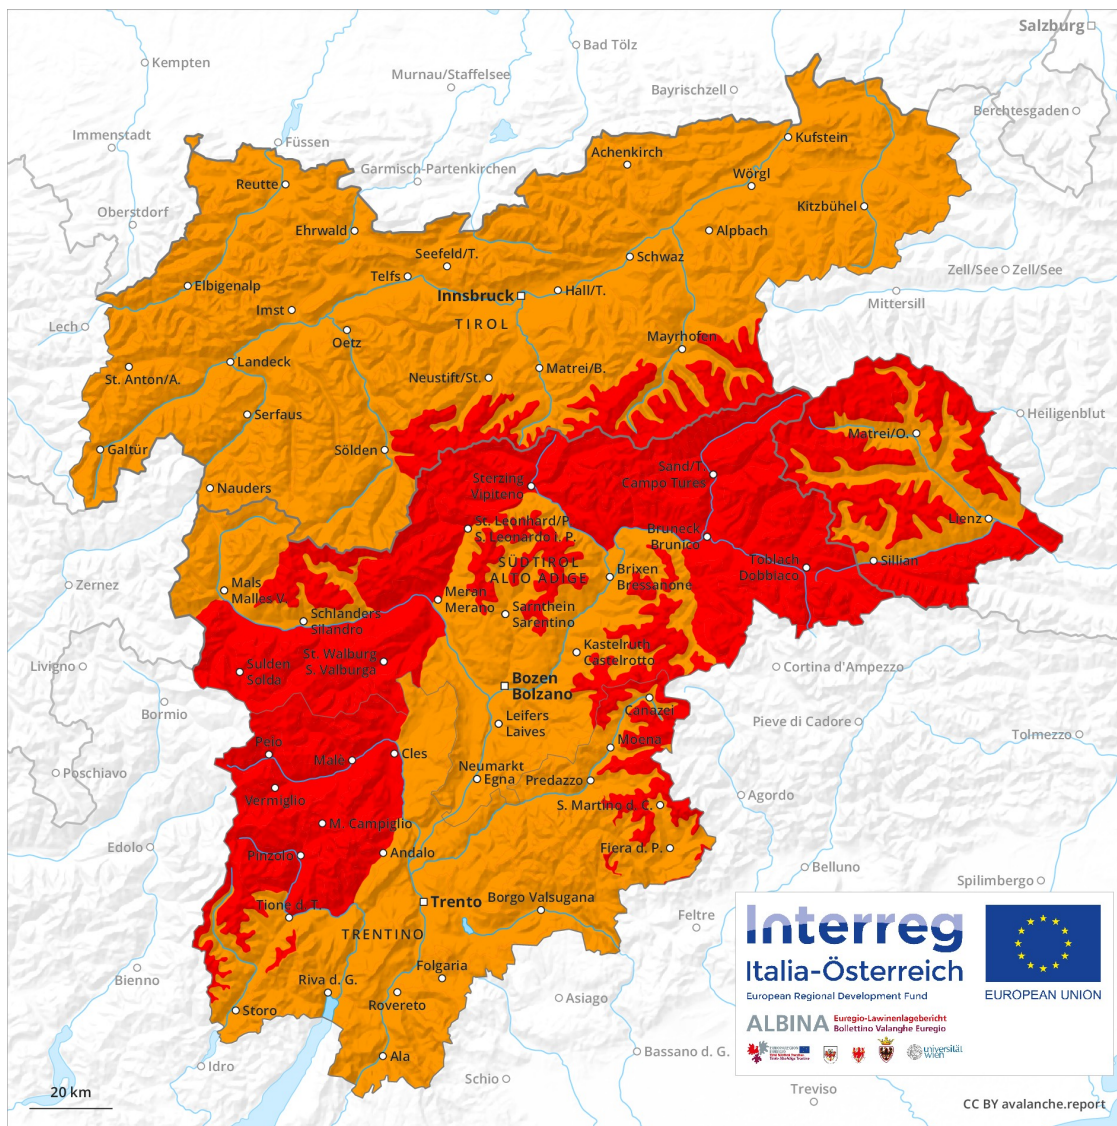 Salzburg
Bad Tölz
Kempten
Murnau/Staffelsee
Bayrischzell
Berchtesgaden
Immenstadt
Füssen
Kufstein
Achenkirch
Garmisch-Partenkirchen
Wörgl
Reutte
Oberstdorf
Kitzbühel
Ehrwald
Alpbach
Seefeld/T.
Schwaz
Telfs
Zell/See
Zell/See
Elbigenalp
Innsbruck
Hall/T.
Mittersill
Imst
TIROL
Lech
Oetz
Mayrhofen
Landeck
Matrei/B.
St. Anton/A.
Neustift/St.
Serfaus
Heiligenblut
Matrei/O.
Galtür
Sölden
Sand/T.
Campo Tures
Sterzing
Vipiteno
Nauders
Lienz
St. Leonhard/P.
S. Leonardo i. P.
Bruneck
Brunico
Toblach
Dobbiaco
Sillian
SÜDTIROL
ALTO ADIGE
Brixen
Bressanone
Zernez
Mals
Malles V.
Meran
Merano
Schlanders
Silandro
Sarnthein
Sarentino
Kastelruth
Castelrotto
St. Walburg
S. Valburga
Livigno
Sulden
Solda
Cortina d'Ampezzo
Bozen
Bolzano
Bormio
Canazei
Leifers
Laives
Pieve di Cadore
Tolmezzo
Moena
Peio
Malè
Cles
Poschiavo
Neumarkt
Egna
Predazzo
Vermiglio
Agordo
S. Martino d. C.
M. Campiglio
Edolo
Pinzolo
Andalo
Fiera d. P.
Belluno
Spilimbergo
Tione d. T.
Trento
Borgo Valsugana
Feltre
TRENTINO
Bienno
Folgaria
Riva d. G.
Rovereto
Asiago
Storo
Bassano d. G.
Ala
Idro
Schio
Treviso
20 km
Interreg
Italia-Österreich
European Regional Development Fund
EUROPEAN UNION
ALBINA
Euregio-Lawinenlagebericht
Bollettino Valanghe Euregio
universität
wien
CC BY avalanche.report